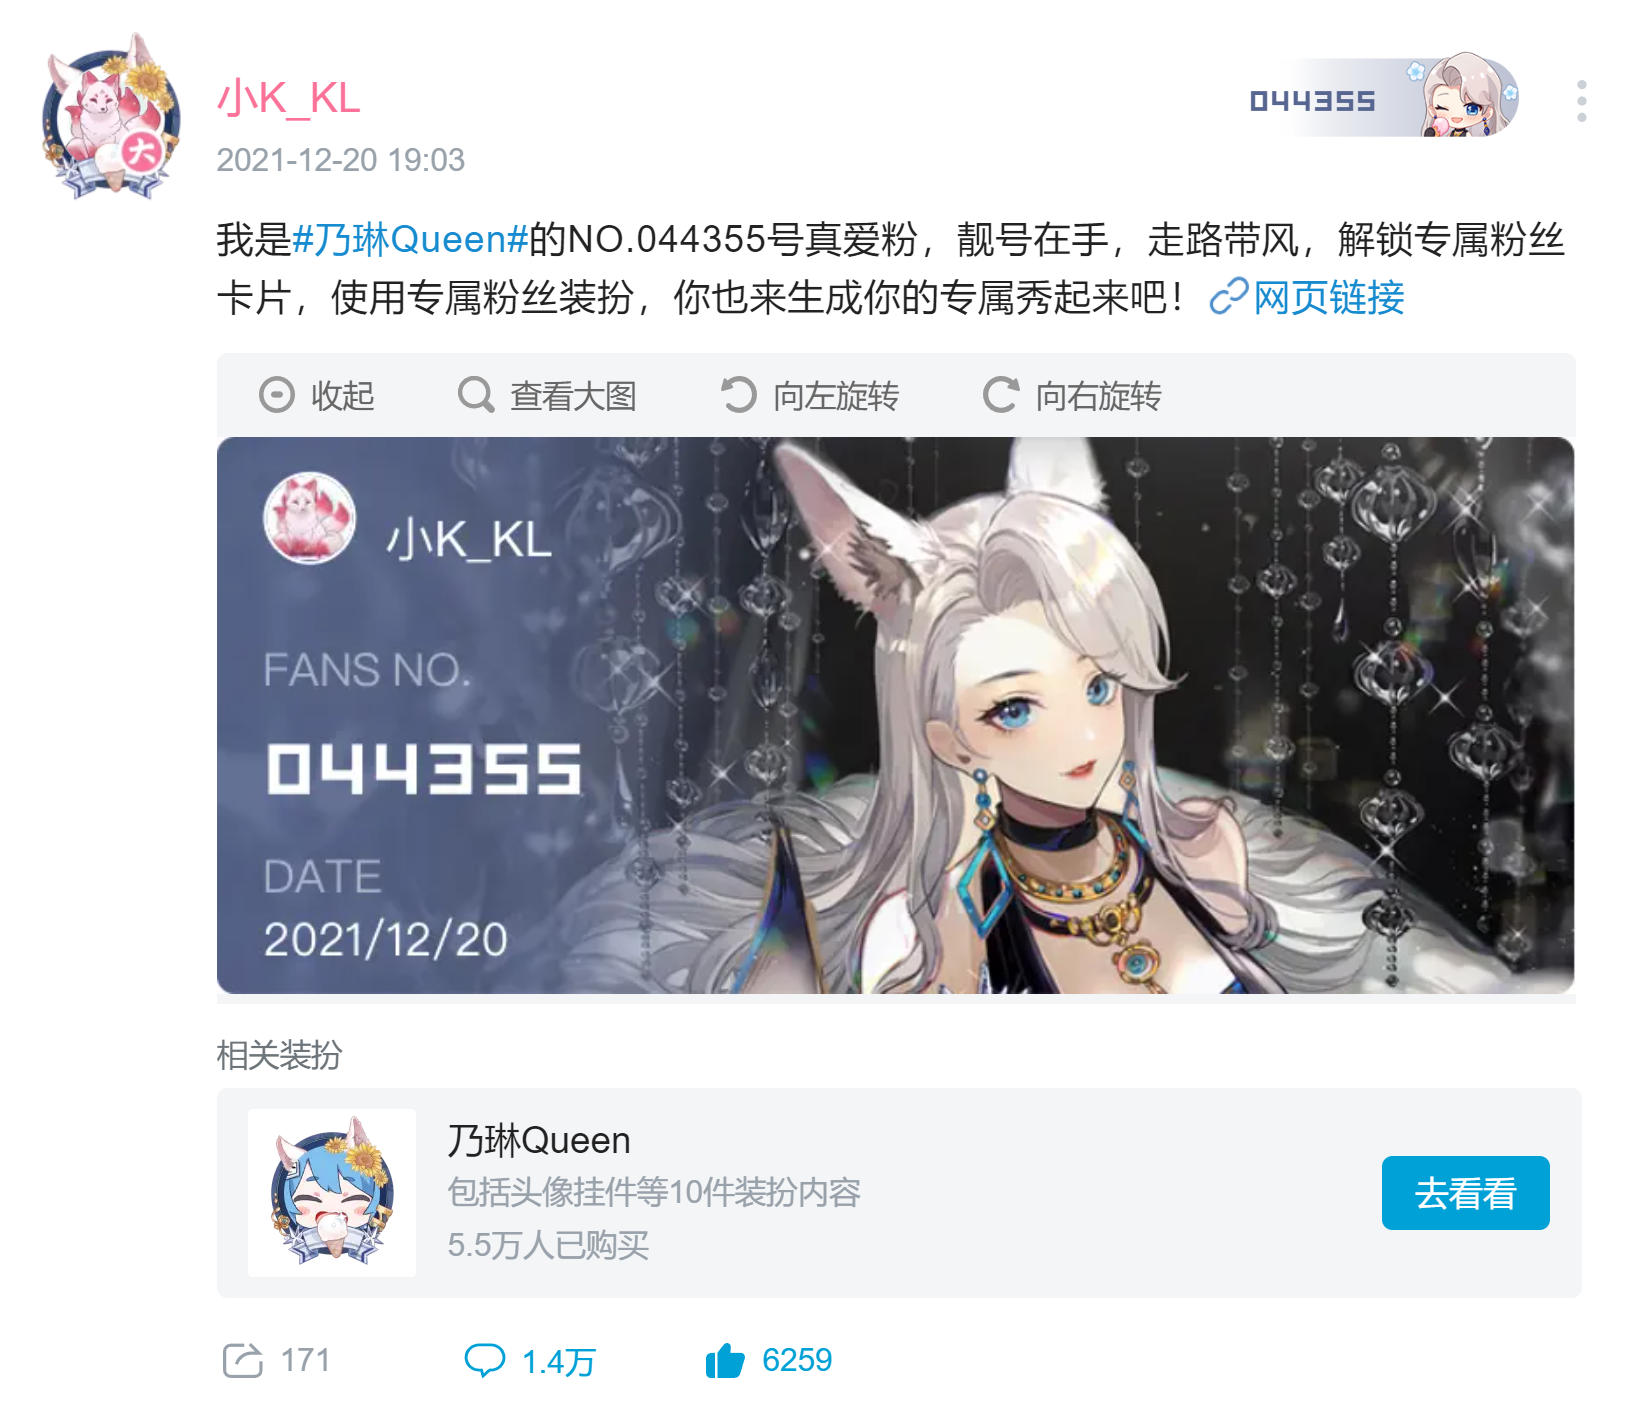 小K_KL
044355
2021-12-20 19:03
大
我是#乃琳Queen#的NO.044355号真爱粉，靓号在手，走路带风，解锁专属粉丝
卡片，使用专属粉丝装扮，你也来生成你的专属秀起来吧！网页链接
收起 查看大图 向左旋转 向右旋转
小K_KL
FANS NO.
044355
DATE
2021/12/20
相关装扮
乃琳Queen
包括头像挂件等10件装扮内容
5.5万人已购买
去看看
171 1.4万 6259